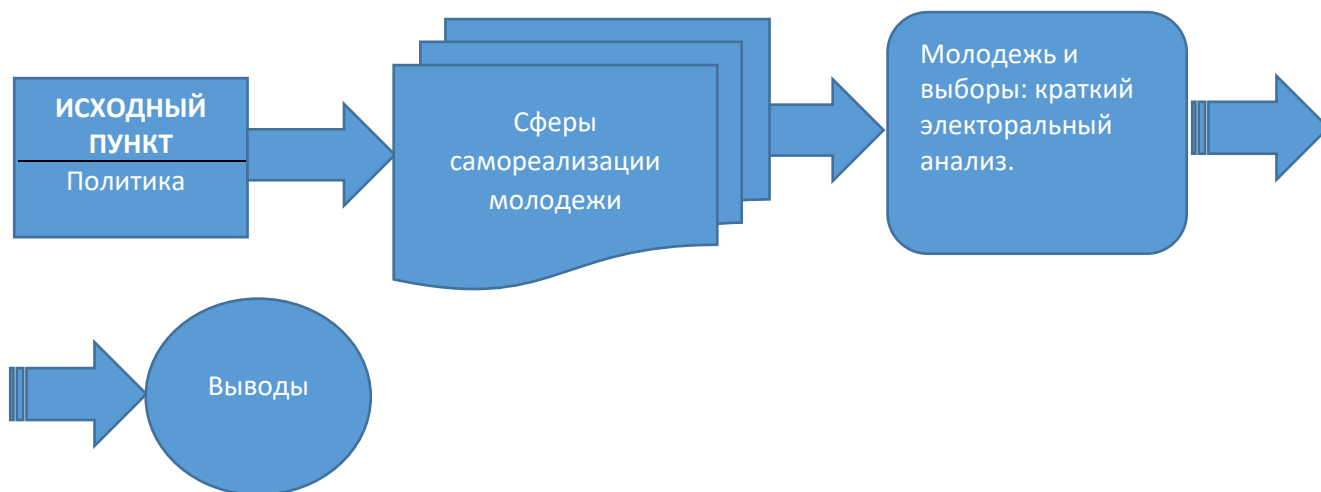 ИСХОДНЫЙ
ПУНКТ
Политика
Сферы
самореализации
молодежи
Молодежь и
выборы: краткий
электоральный
анализ.
Выводы